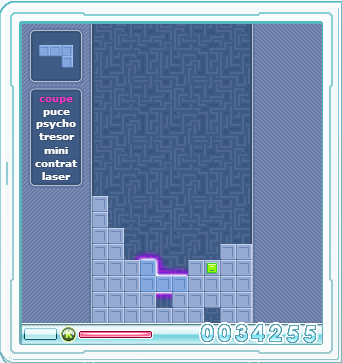 coupe
puce
psycho
tresor
mini
contrat
laser
0034255